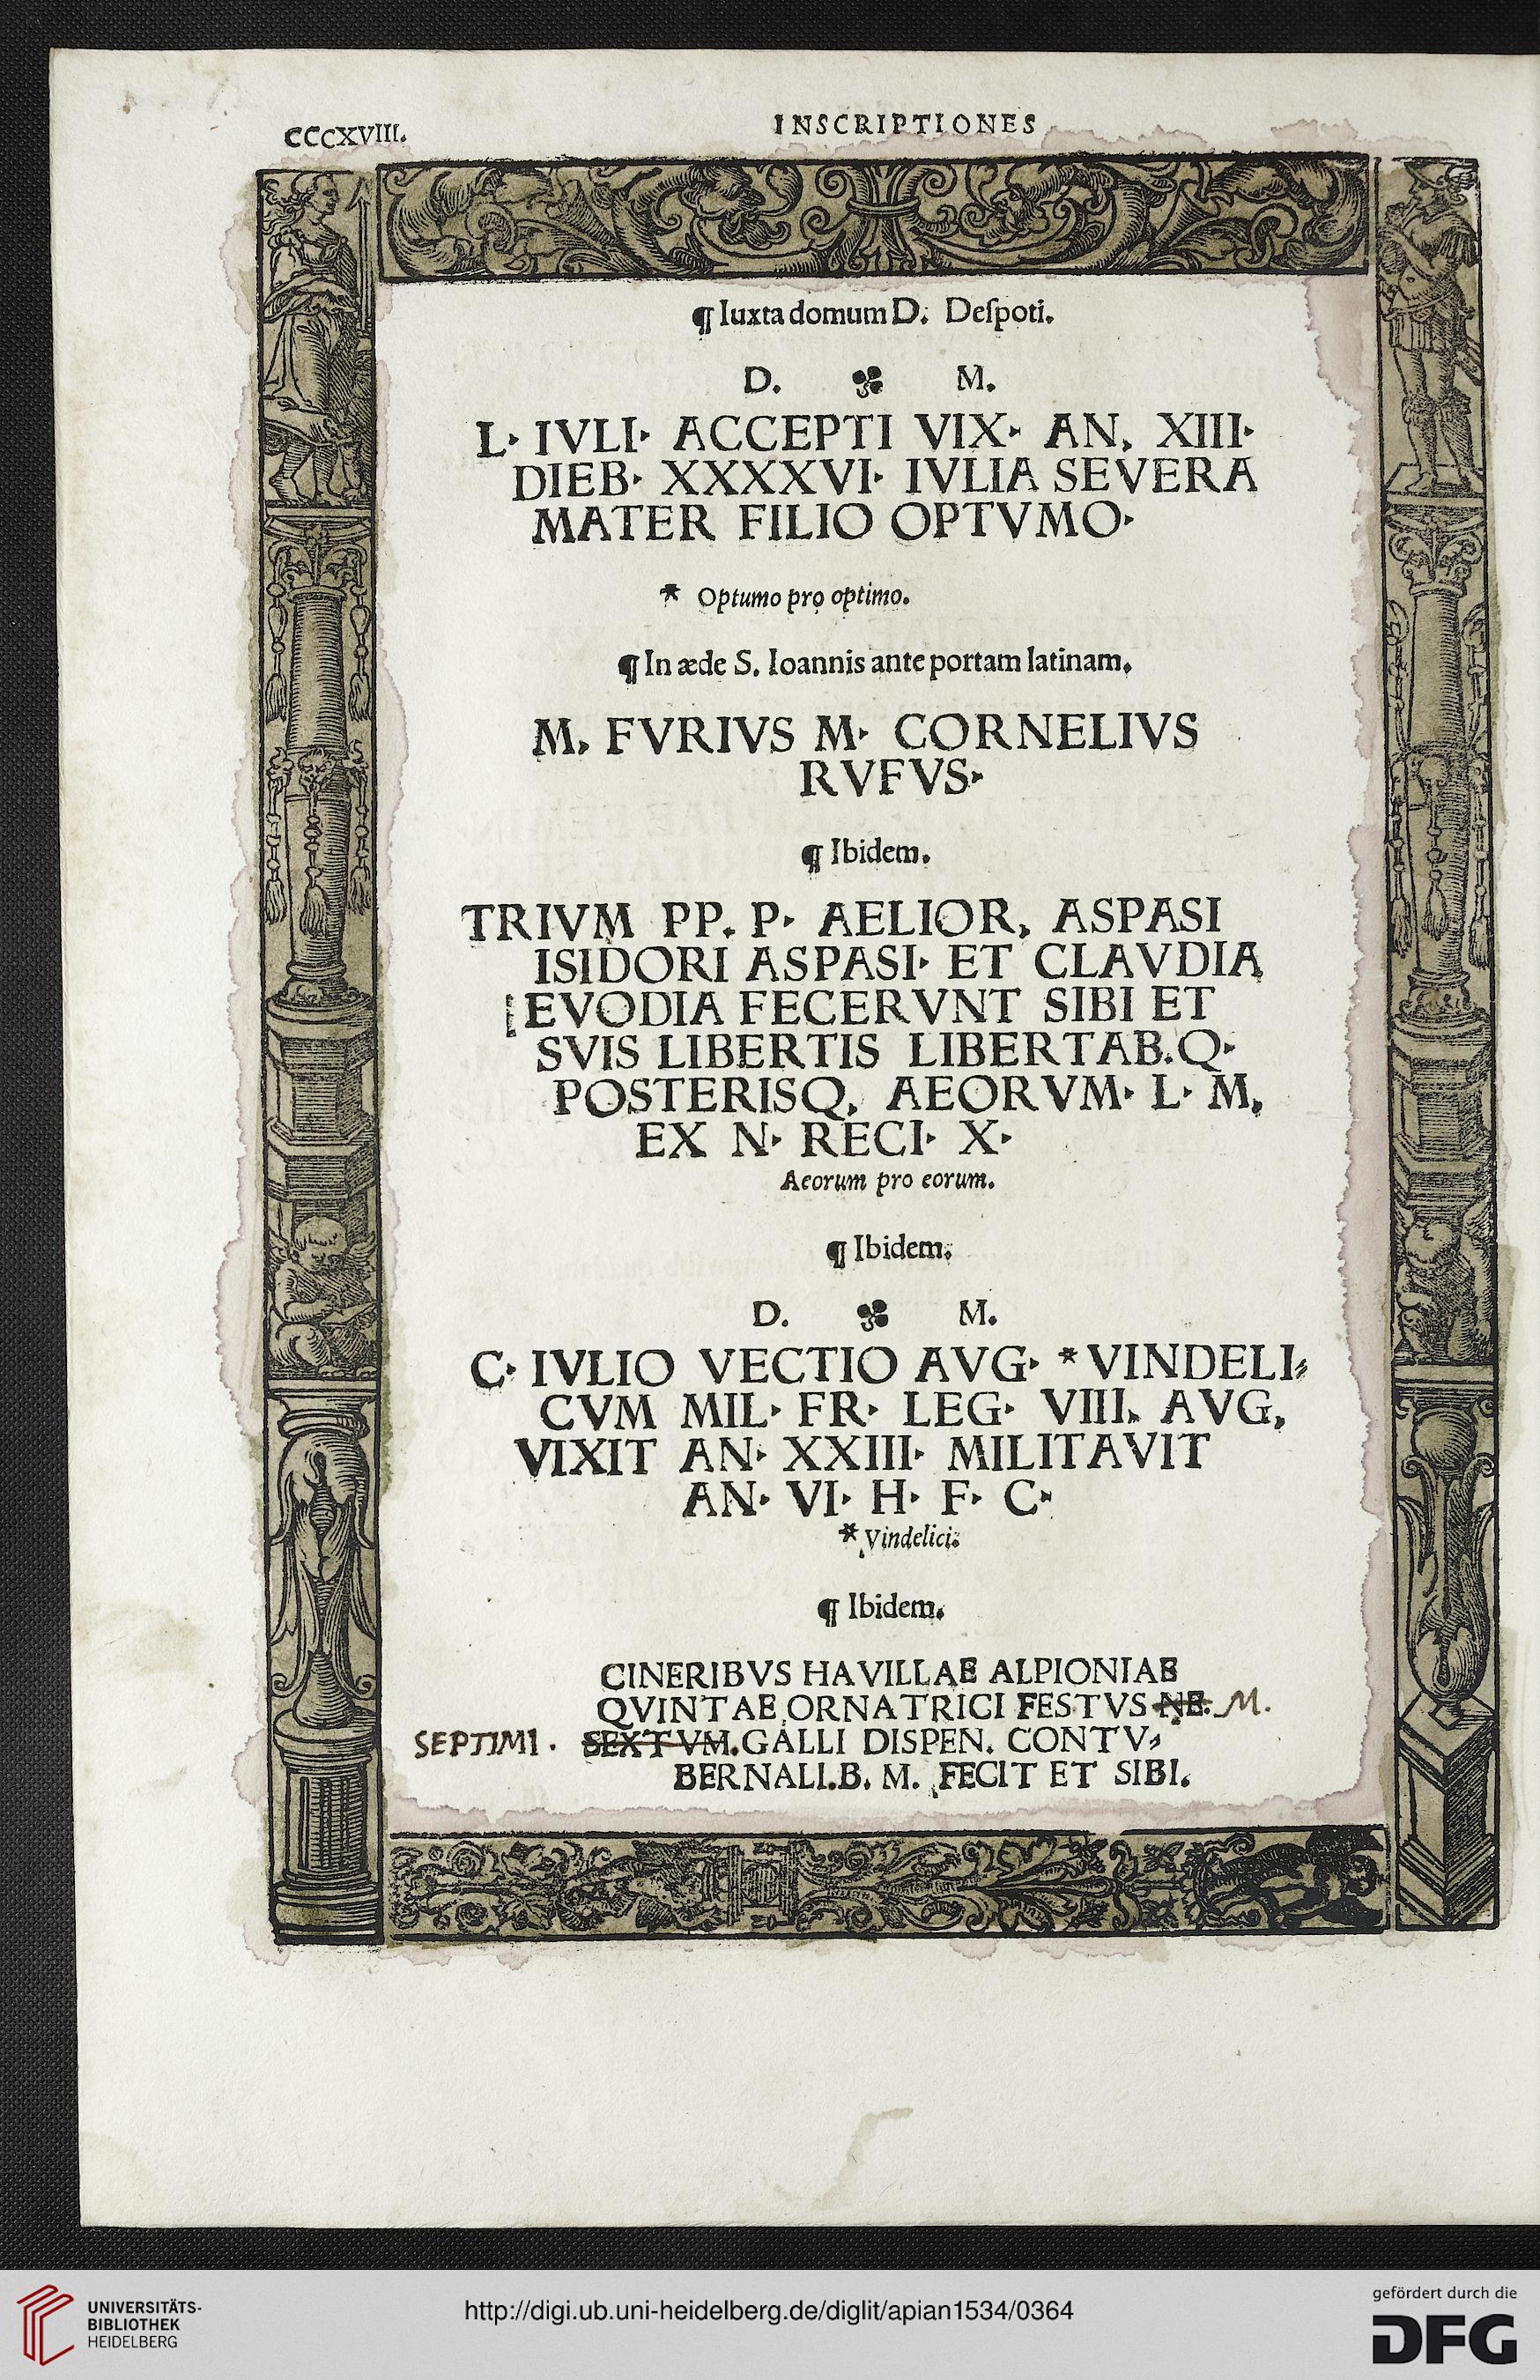 CCCXVIII.
INSCRIPTIONES
¶ Iuxta domum D. Deſpoti.
D. M.
L· IVLI· ACCEPTI VIX· AN, XIII·
DIEB· XXXXVI· IVLIA SEVERA
MATER FILIO OPTVMO·
* Optumo pro optimo.
¶ In æde S. Ioannis ante portam latinam.
M, FVRIVS M· CORNELIVS
RVFVS·
¶ Ibidem.
TRIVM PP. P· AELIOR, ASPASI
ISIDORI ASPASI· ET CLAVDIA
EVODIA FECERVNT SIBI ET
SVIS LIBERTIS LIBERTAB.Q·
POSTERISQ, AEORVM· L· M,
EX N· RECI· X·
Aeorum pro eorum.
¶ Ibidem.
D. M.
C· IVLIO VECTIO AVG· *VINDELI⸗
CVM MIL· FR· LEG· VIII, AVG,
VIXIT AN· XXIII· MILITAVIT
AN· VI· H· F· C·
* Vindelici.
¶ Ibidem.
CINERIBVS HAVILLAE ALPIONIAE
QVINTAE ORNATRICI FESTVS NE. M.
SEPTIMI. SEXTVM.GALLI DISPEN. CONTV⸗
BERNALI.B. M. FECIT ET SIBI.
UNIVERSITÄTS-
BIBLIOTHEK
HEIDELBERG
http://digi.ub.uni-heidelberg.de/diglit/apian1534/0364
gefördert durch die
DFG